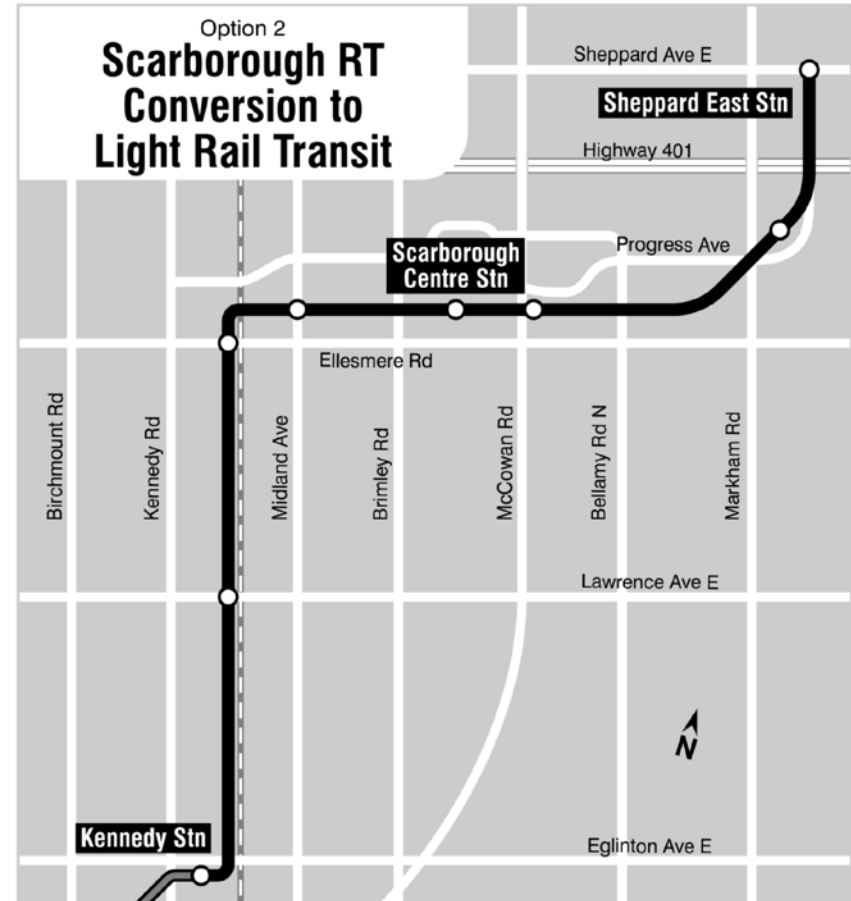 Option 2
Scarborough RT
Conversion to
Light Rail Transit
Sheppard Ave E
Sheppard East Stn
Highway 401
Progress Ave
Scarborough
Centre Stn
Ellesmere Rd
Birchmount Rd
Kennedy Rd
Midland Ave
Brimley Rd
McCowan Rd
Bellamy Rd N
Markham Rd
Lawrence Ave E
N
Kennedy Stn
Eglinton Ave E